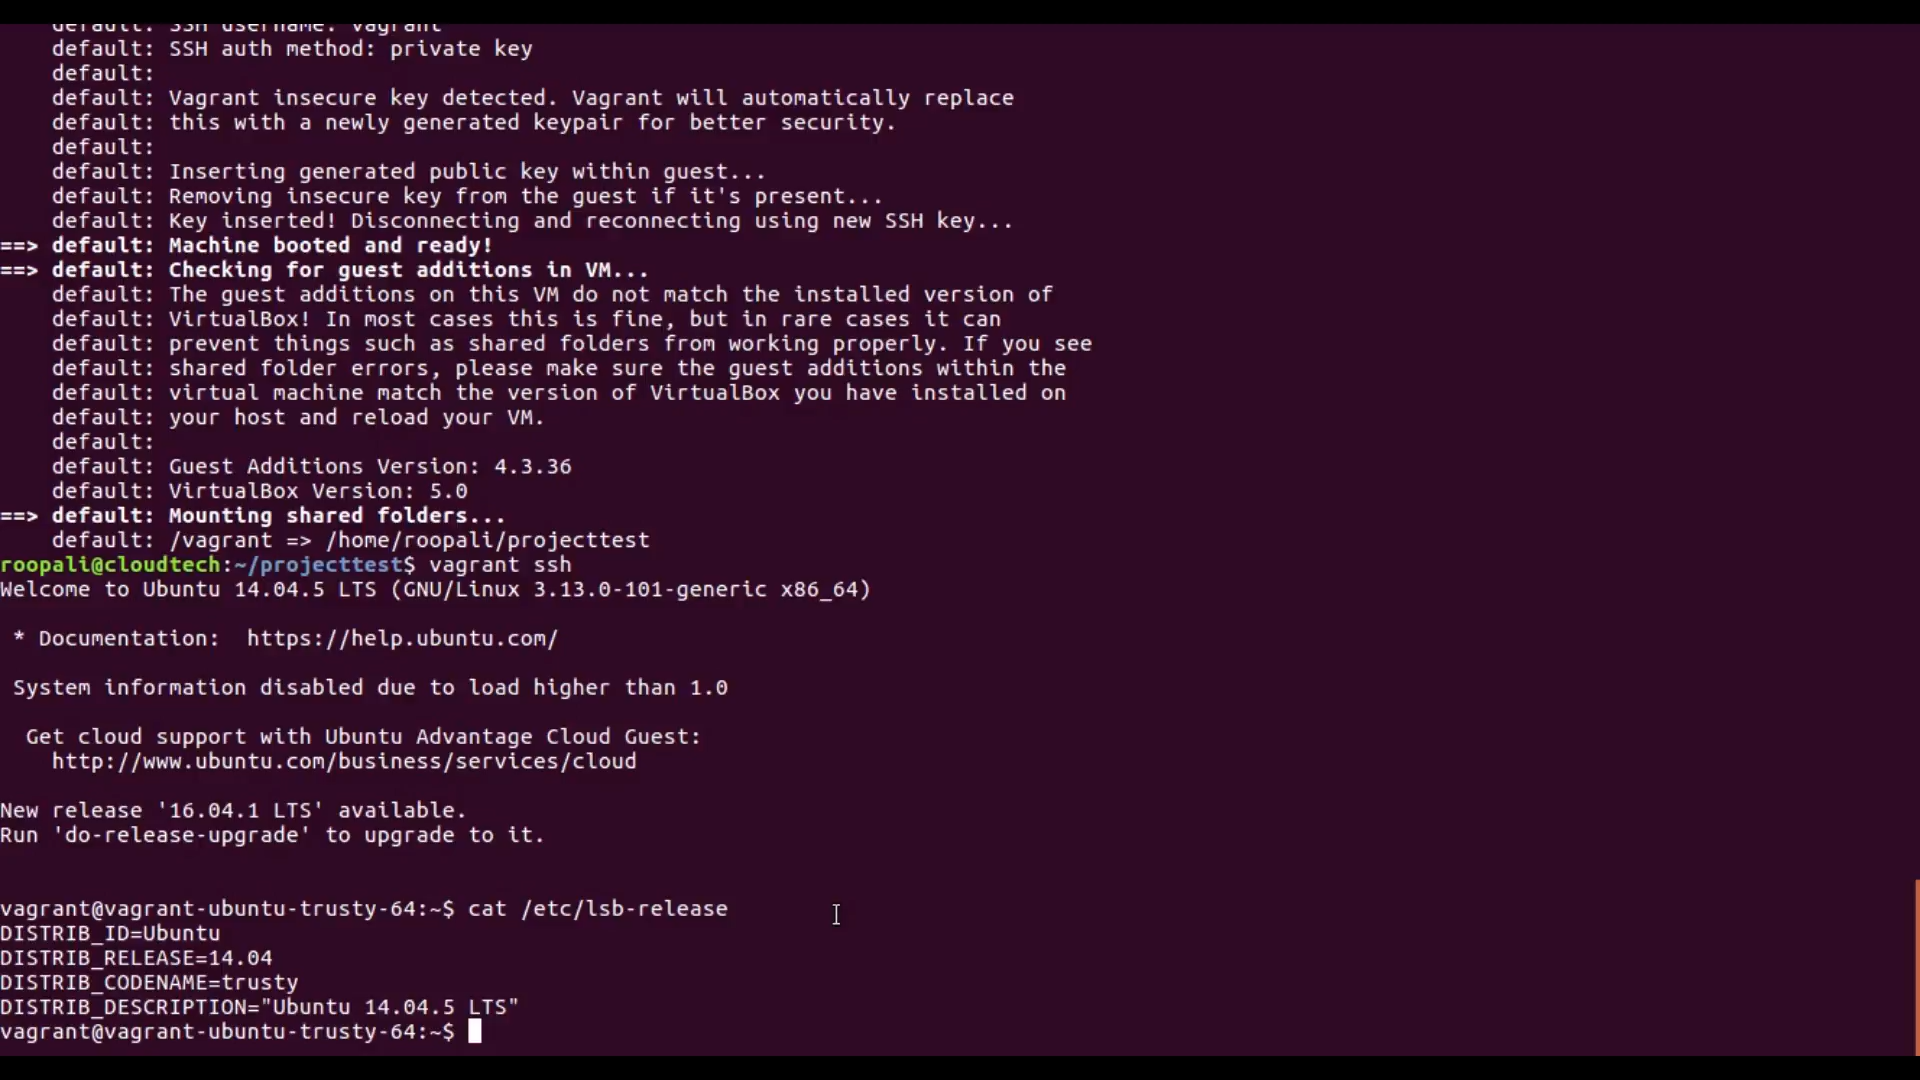 default: SSH username: vagrant
default: SSH auth method: private key
default:
default: Vagrant insecure key detected. Vagrant will automatically replace
default: this with a newly generated keypair for better security.
default:
default: Inserting generated public key within guest...
default: Removing insecure key from the guest if it's present...
default: Key inserted! Disconnecting and reconnecting using new SSH key...
==> default: Machine booted and ready!
==> default: Checking for guest additions in VM...
default: The guest additions on this VM do not match the installed version of
default: VirtualBox! In most cases this is fine, but in rare cases it can
default: prevent things such as shared folders from working properly. If you see
default: shared folder errors, please make sure the guest additions within the
default: virtual machine match the version of VirtualBox you have installed on
default: your host and reload your VM.
default:
default: Guest Additions Version: 4.3.36
default: VirtualBox Version: 5.0
==> default: Mounting shared folders...
default: /vagrant => /home/roopali/projecttest
roopali@cloudtech:~/projecttest$ vagrant ssh
Welcome to Ubuntu 14.04.5 LTS (GNU/Linux 3.13.0-101-generic x86_64)
* Documentation:  https://help.ubuntu.com/
System information disabled due to load higher than 1.0
Get cloud support with Ubuntu Advantage Cloud Guest:
http://www.ubuntu.com/business/services/cloud
New release '16.04.1 LTS' available.
Run 'do-release-upgrade' to upgrade to it.
vagrant@vagrant-ubuntu-trusty-64:~$ cat /etc/lsb-release
DISTRIB_ID=Ubuntu
DISTRIB_RELEASE=14.04
DISTRIB_CODENAME=trusty
DISTRIB_DESCRIPTION="Ubuntu 14.04.5 LTS"
vagrant@vagrant-ubuntu-trusty-64:~$